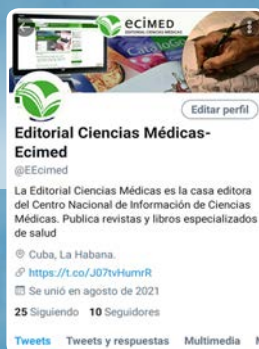 ecimed
EDITORIAL CIENCIAS MÉDICAS
Catálogo
Editar perfil
Editorial Ciencias Médicas-
Ecimed
@EEcimed
La Editorial Ciencias Médicas es la casa editora
del Centro Nacional de Información de Ciencias
Médicas. Publica revistas y libros especializados
de salud
Cuba, La Habana.
https://t.co/J07tvHurnrR
Se unió en agosto de 2021
25 Siguiendo 10 Seguidores
Tweets Tweets y respuestas Multimedia M